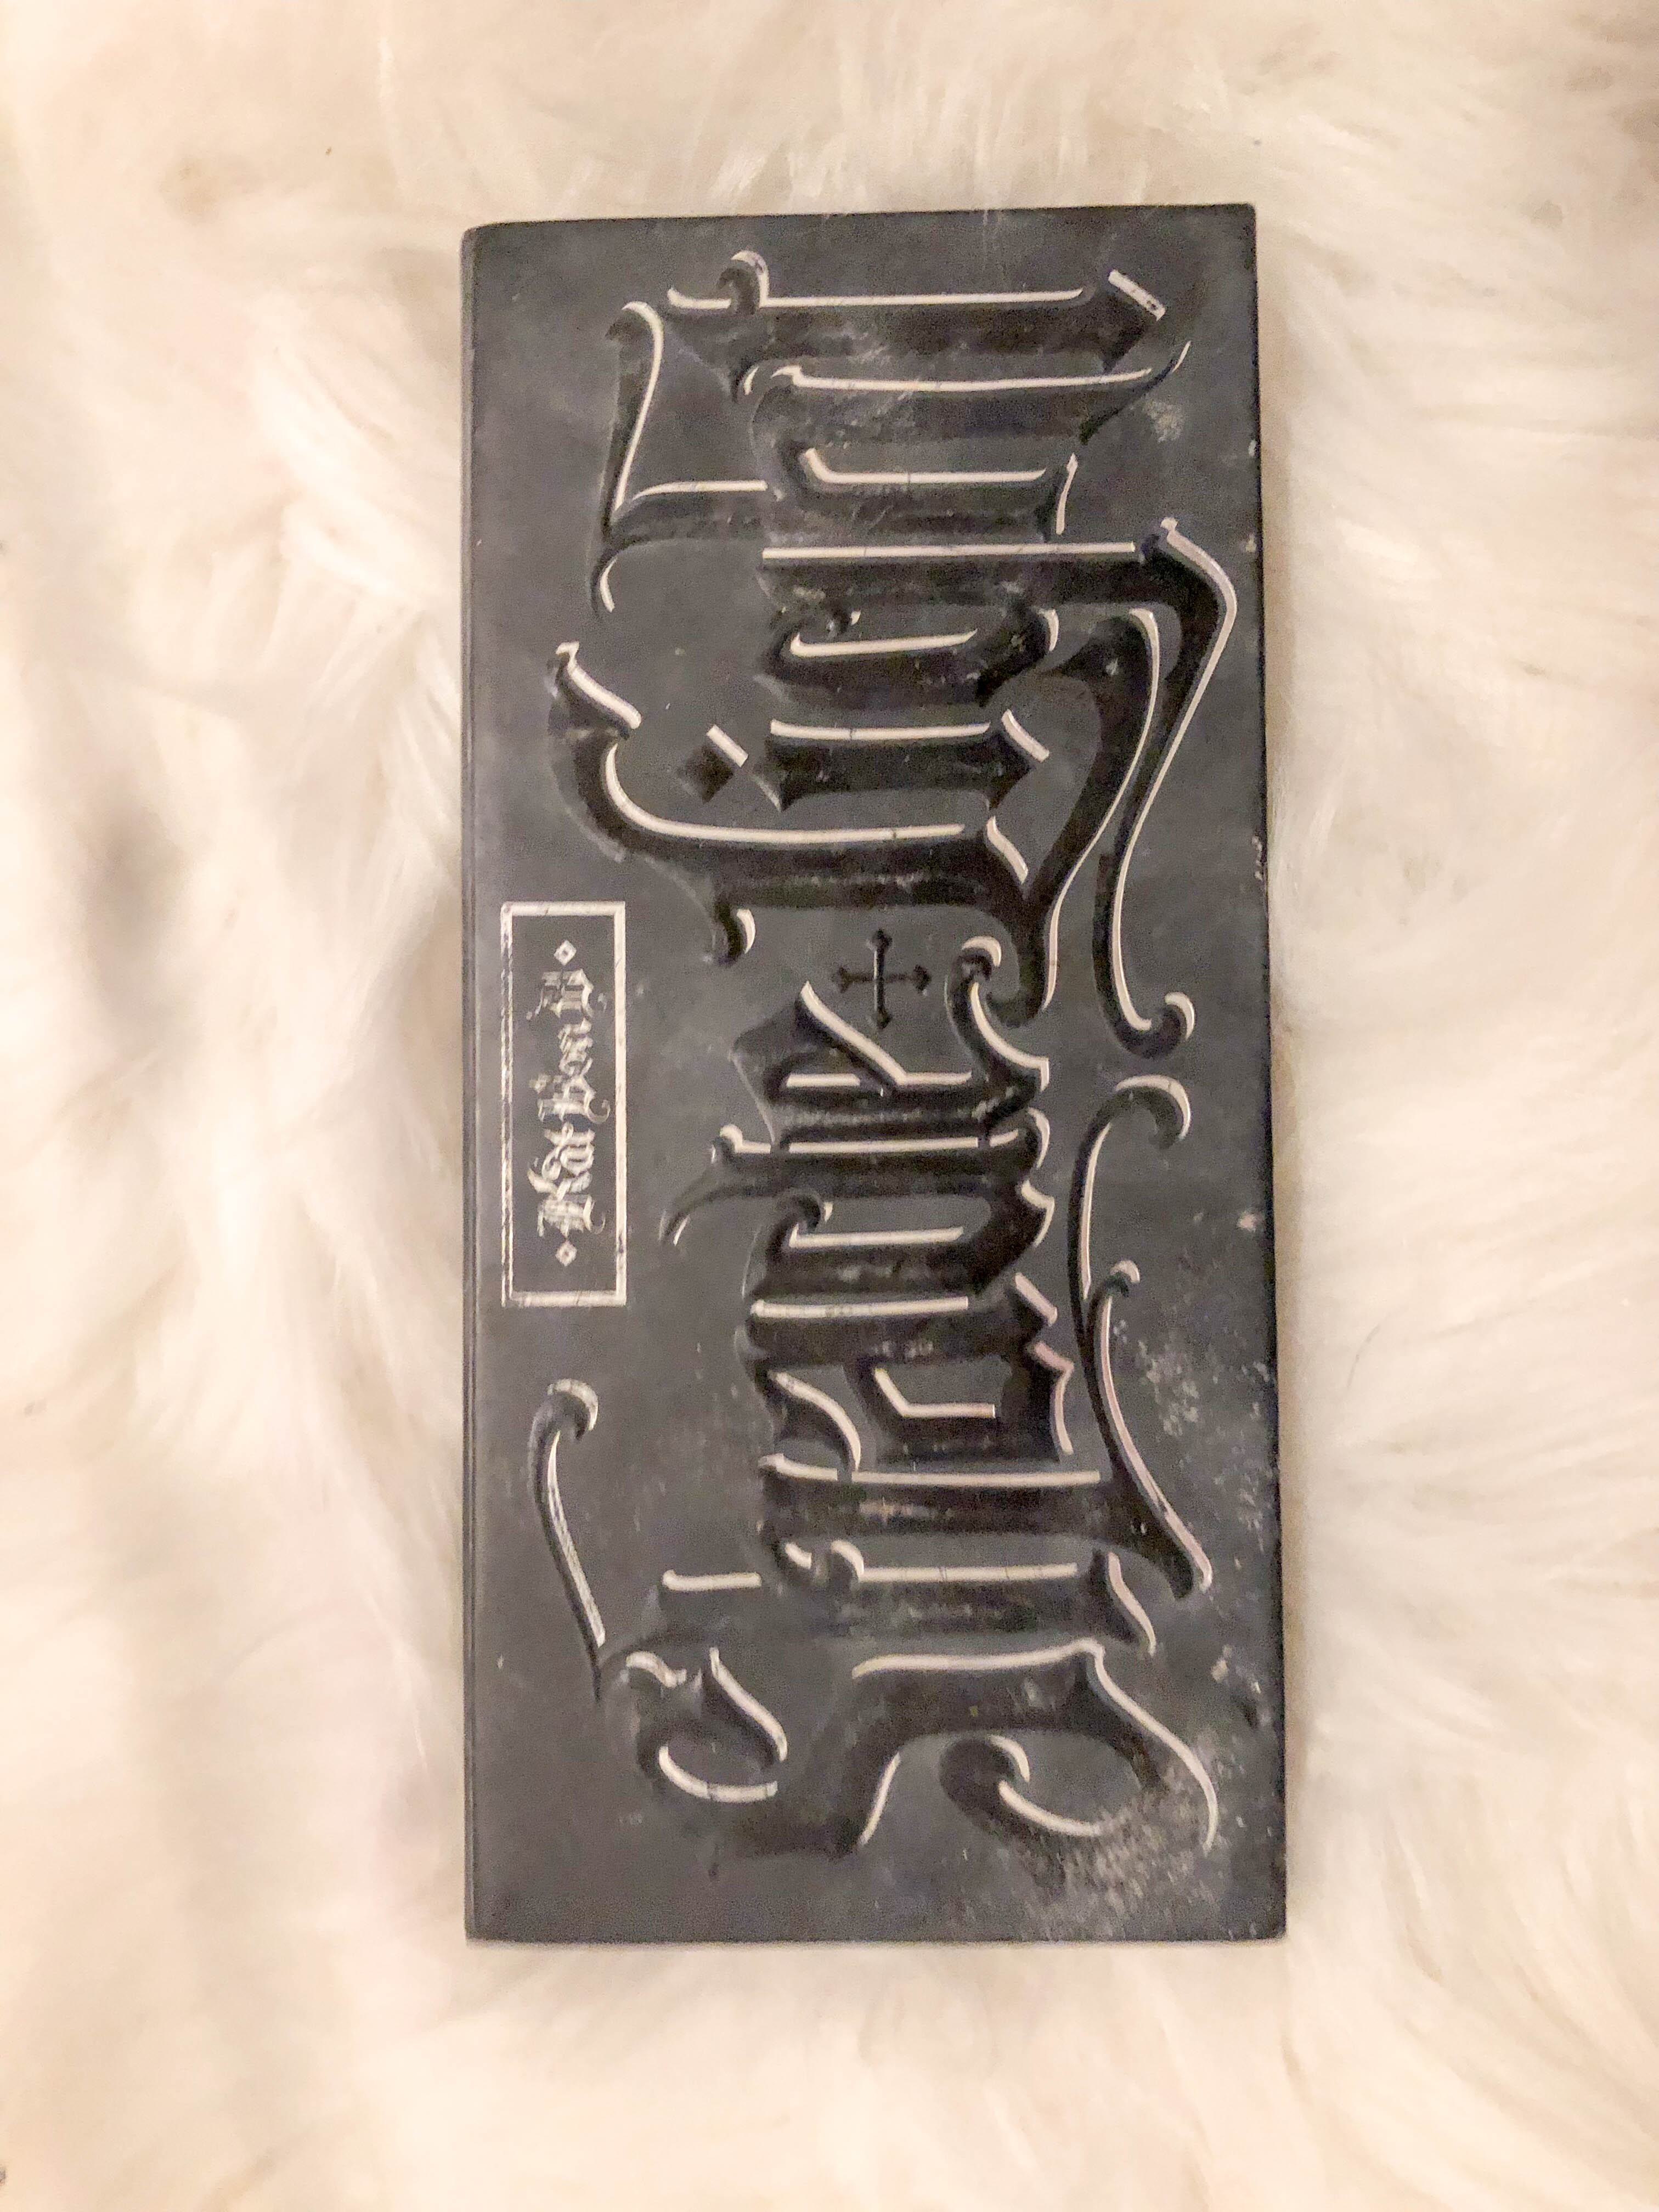 Kat Von D
Shade + Light